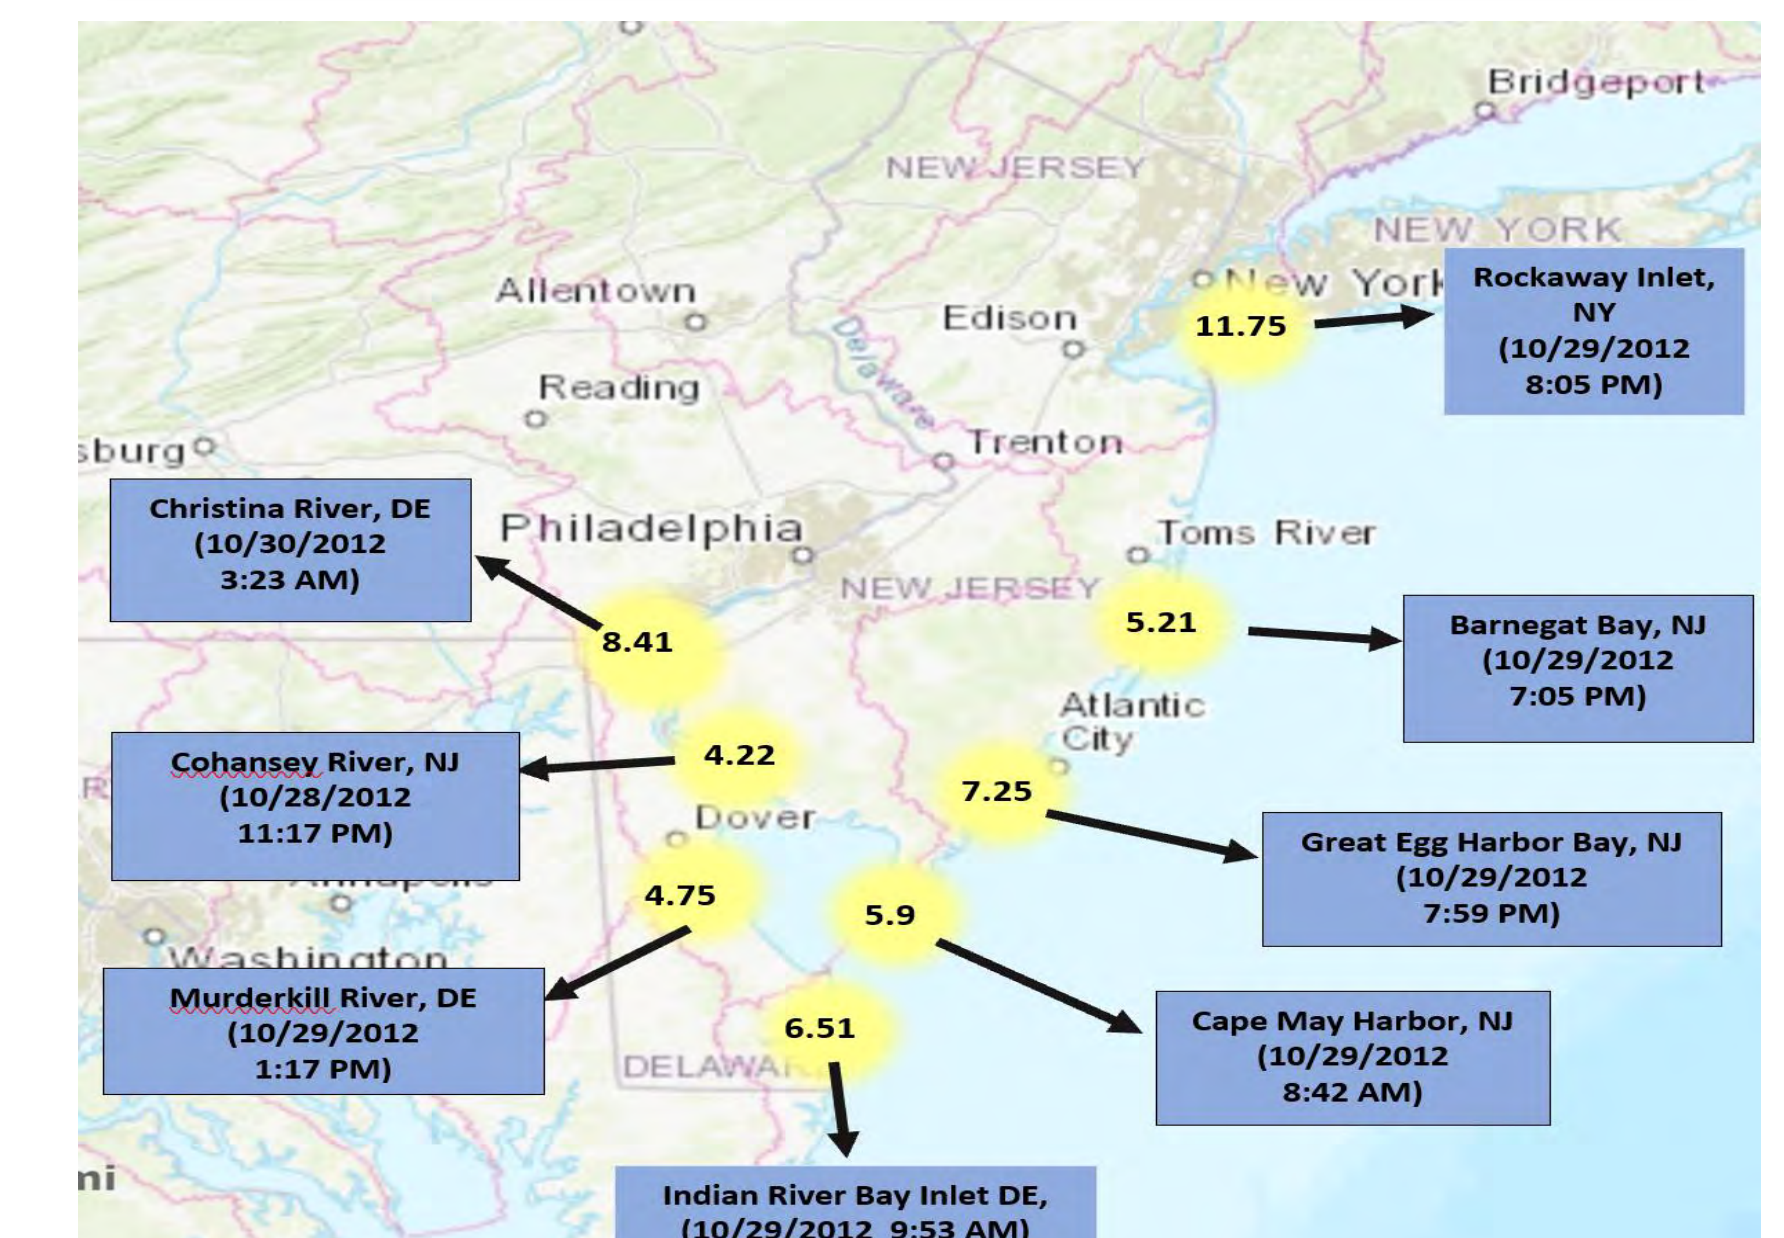 Bridgeport
NEW JERSEY
NEW YORK
New York
Rockaway Inlet,
NY
(10/29/2012
8:05 PM)
11.75
Allentown
Edison
Delaware
Reading
Trenton
sburg
Christina River, DE
(10/30/2012
3:23 AM)
Philadelphia
Toms River
NEW JERSEY
8.41
5.21
Barnegat Bay, NJ
(10/29/2012
7:05 PM)
Atlantic
City
Cohansey River, NJ
(10/28/2012
11:17 PM)
4.22
7.25
R
Dover
Great Egg Harbor Bay, NJ
(10/29/2012
7:59 PM)
Annapolis
4.75
5.9
Washington
Murderkill River, DE
(10/29/2012
1:17 PM)
6.51
Cape May Harbor, NJ
(10/29/2012
8:42 AM)
DELAWA
mi
Indian River Bay Inlet DE,
(10/29/2012 9:53 AM)